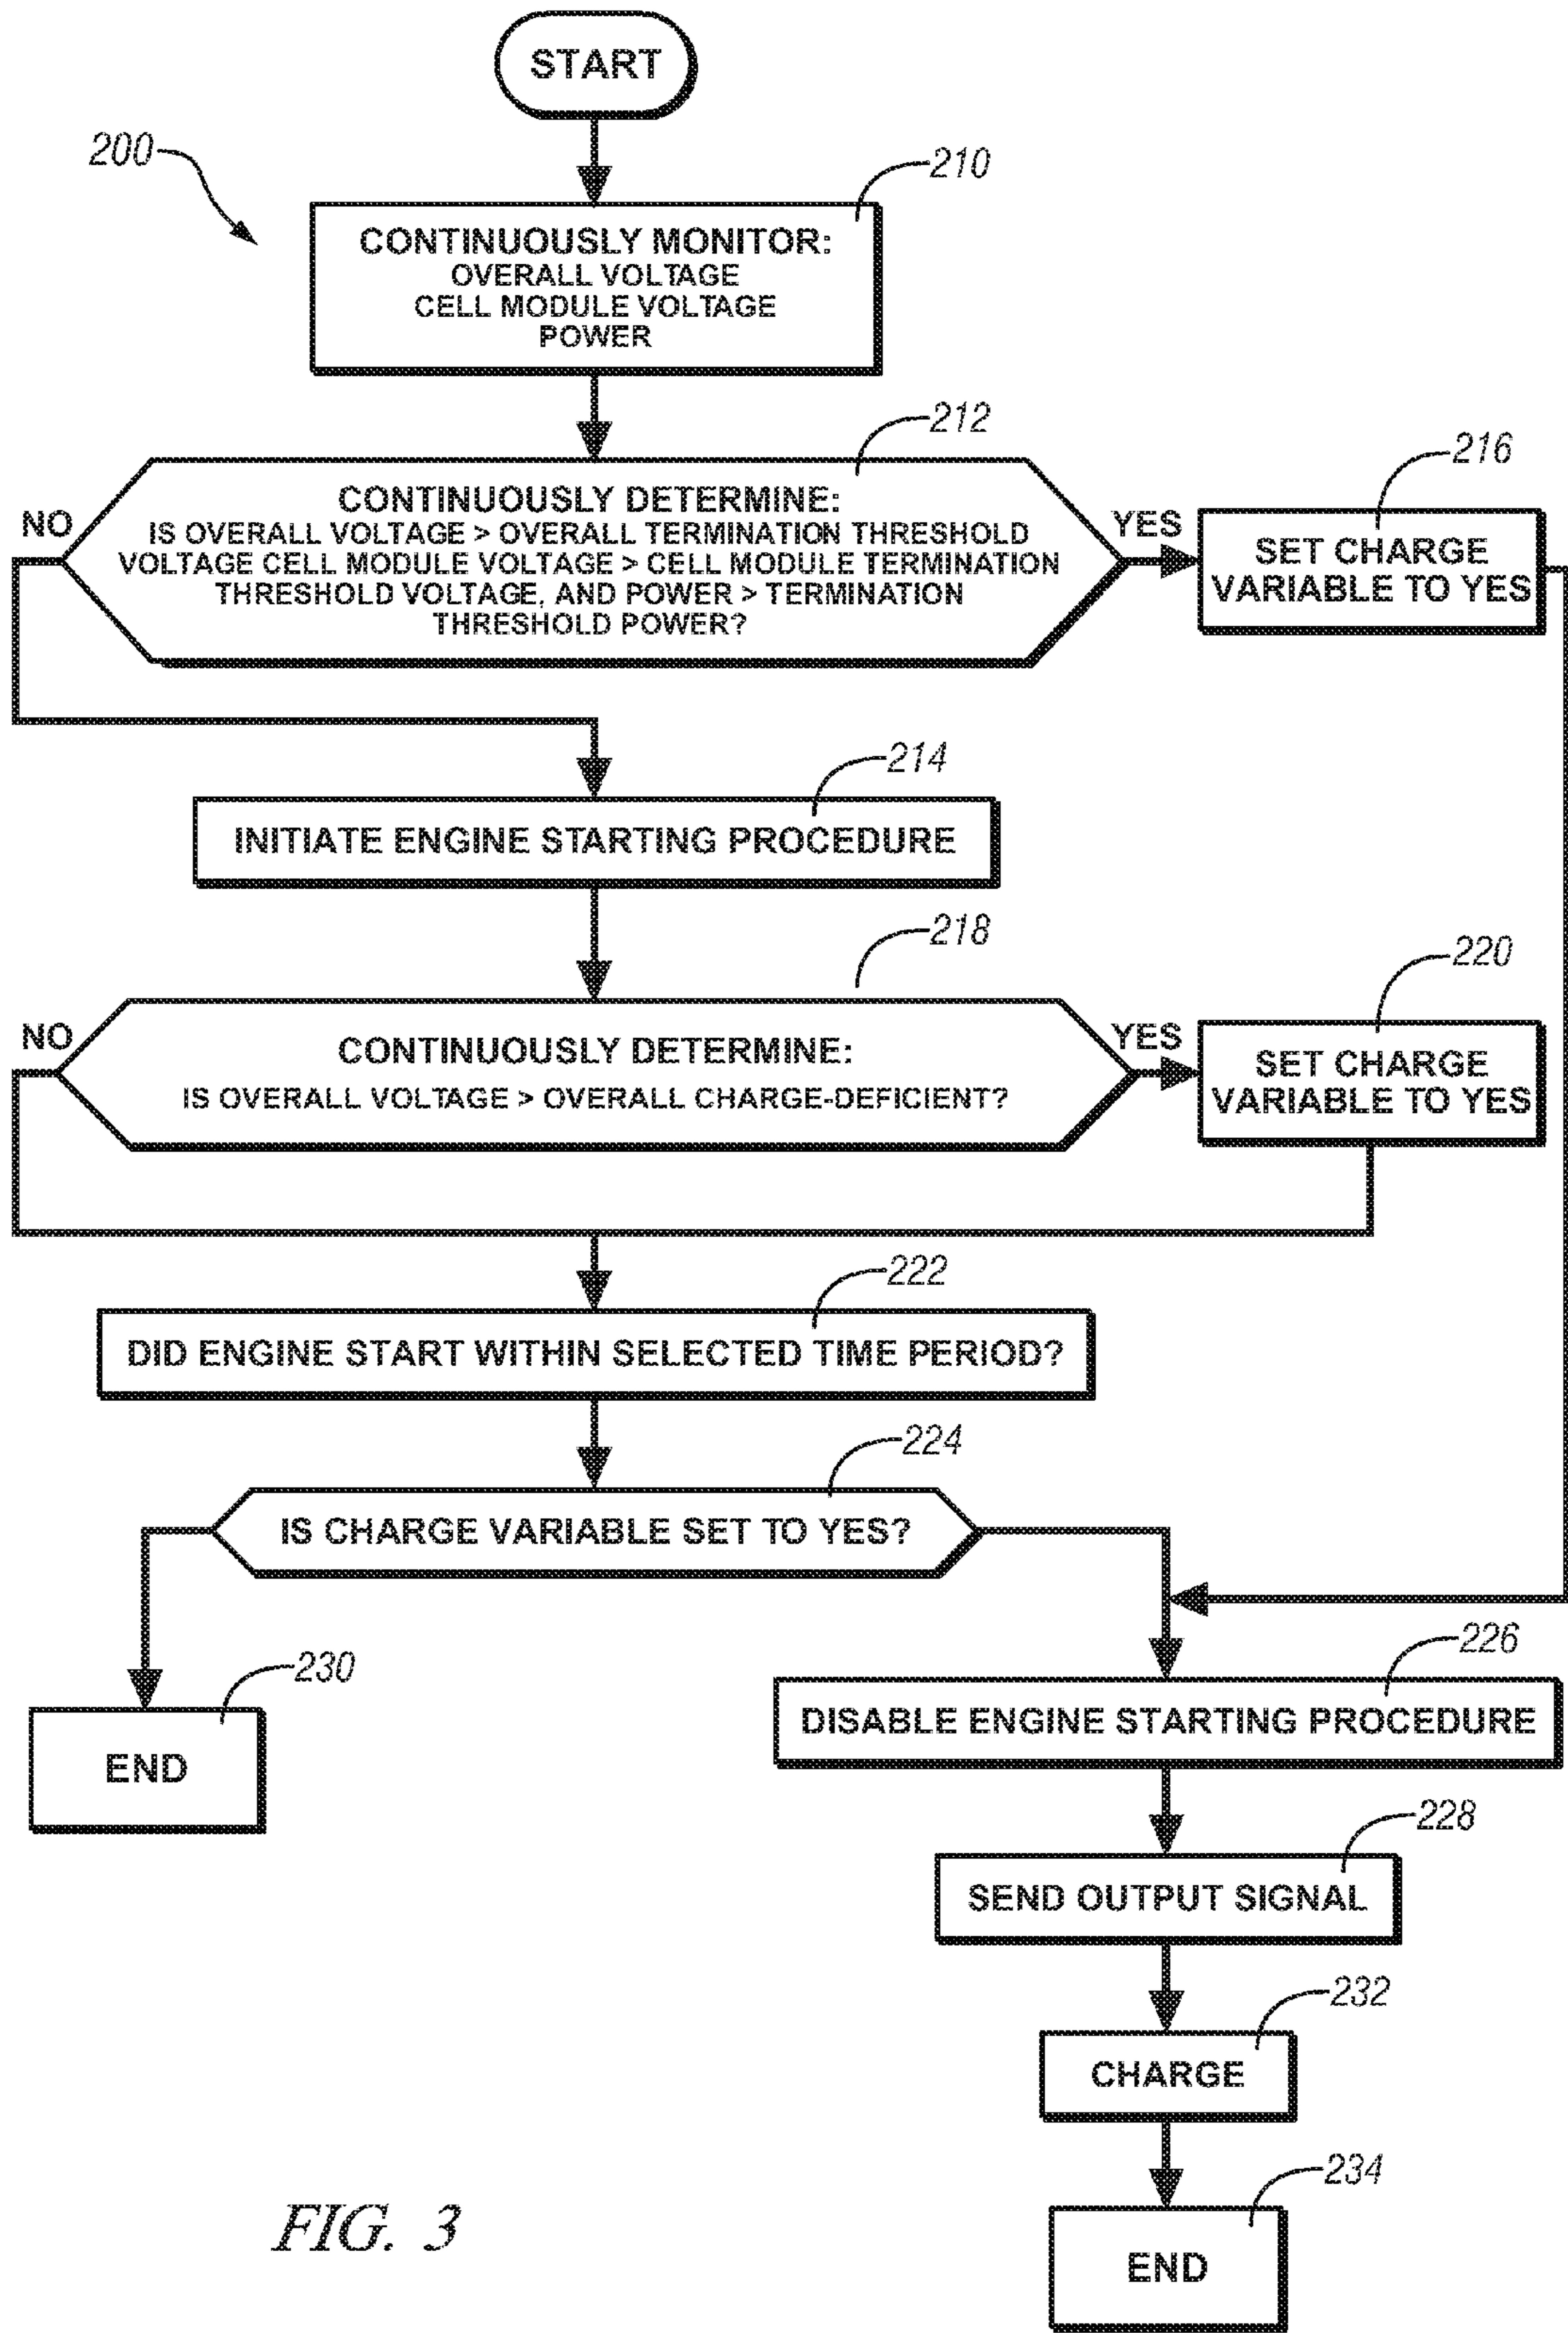 START
200
210
CONTINUOUSLY MONITOR:
OVERALL VOLTAGE
CELL MODULE VOLTAGE
POWER
212
NO
CONTINUOUSLY DETERMINE:
IS OVERALL VOLTAGE > OVERALL TERMINATION THRESHOLD
VOLTAGE CELL MODULE VOLTAGE > CELL MODULE TERMINATION
THRESHOLD VOLTAGE, AND POWER > TERMINATION
THRESHOLD POWER?
YES
216
SET CHARGE
VARIABLE TO YES
214
INITIATE ENGINE STARTING PROCEDURE
218
NO
CONTINUOUSLY DETERMINE:
IS OVERALL VOLTAGE > OVERALL CHARGE-DEFICIENT?
YES
220
SET CHARGE
VARIABLE TO YES
222
DID ENGINE START WITHIN SELECTED TIME PERIOD?
224
IS CHARGE VARIABLE SET TO YES?
230
END
226
DISABLE ENGINE STARTING PROCEDURE
228
SEND OUTPUT SIGNAL
232
CHARGE
234
END
FIG. 3